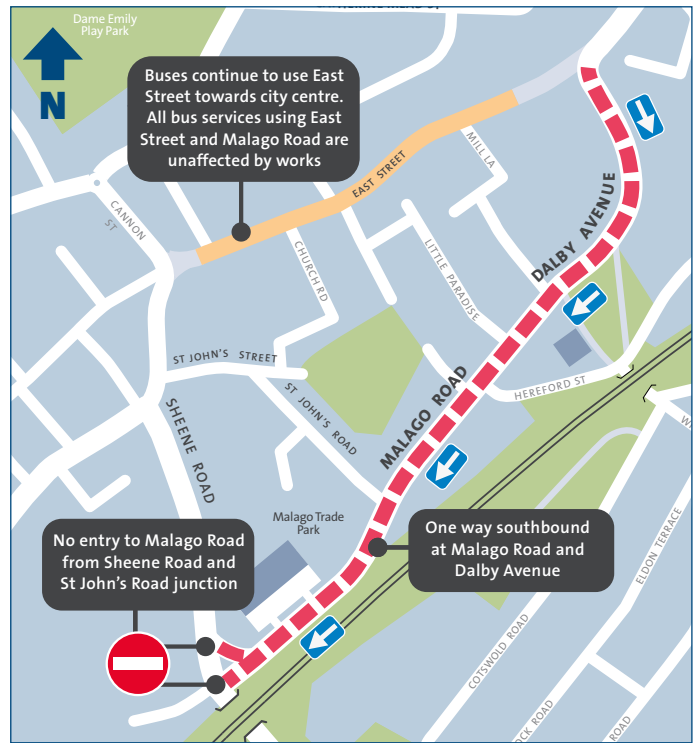 Dame Emily
Play Park
N
Buses continue to use East
Street towards city centre.
All bus services using East
Street and Malago Road are
unaffected by works
EAST STREET
MILL LA
DALBY AVENUE
CANNON
ST
CHURCH RD
LITTLE PARADISE
ST JOHN'S STREET
ST JOHN'S ROAD
MALAGO ROAD
HEREFORD ST
SHEENE ROAD
Malago Trade
Park
No entry to Malago Road
from Sheene Road and
St John's Road junction
One way southbound
at Malago Road and
Dalby Avenue
ELDON TERRACE
COTSWOLD ROAD
OCK ROAD
ROAD